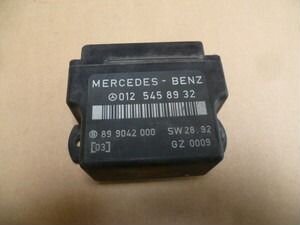 MERCEDES - BENZ
012 545 89 32
89 9042 000 SW 28.92
[03] GZ 0009